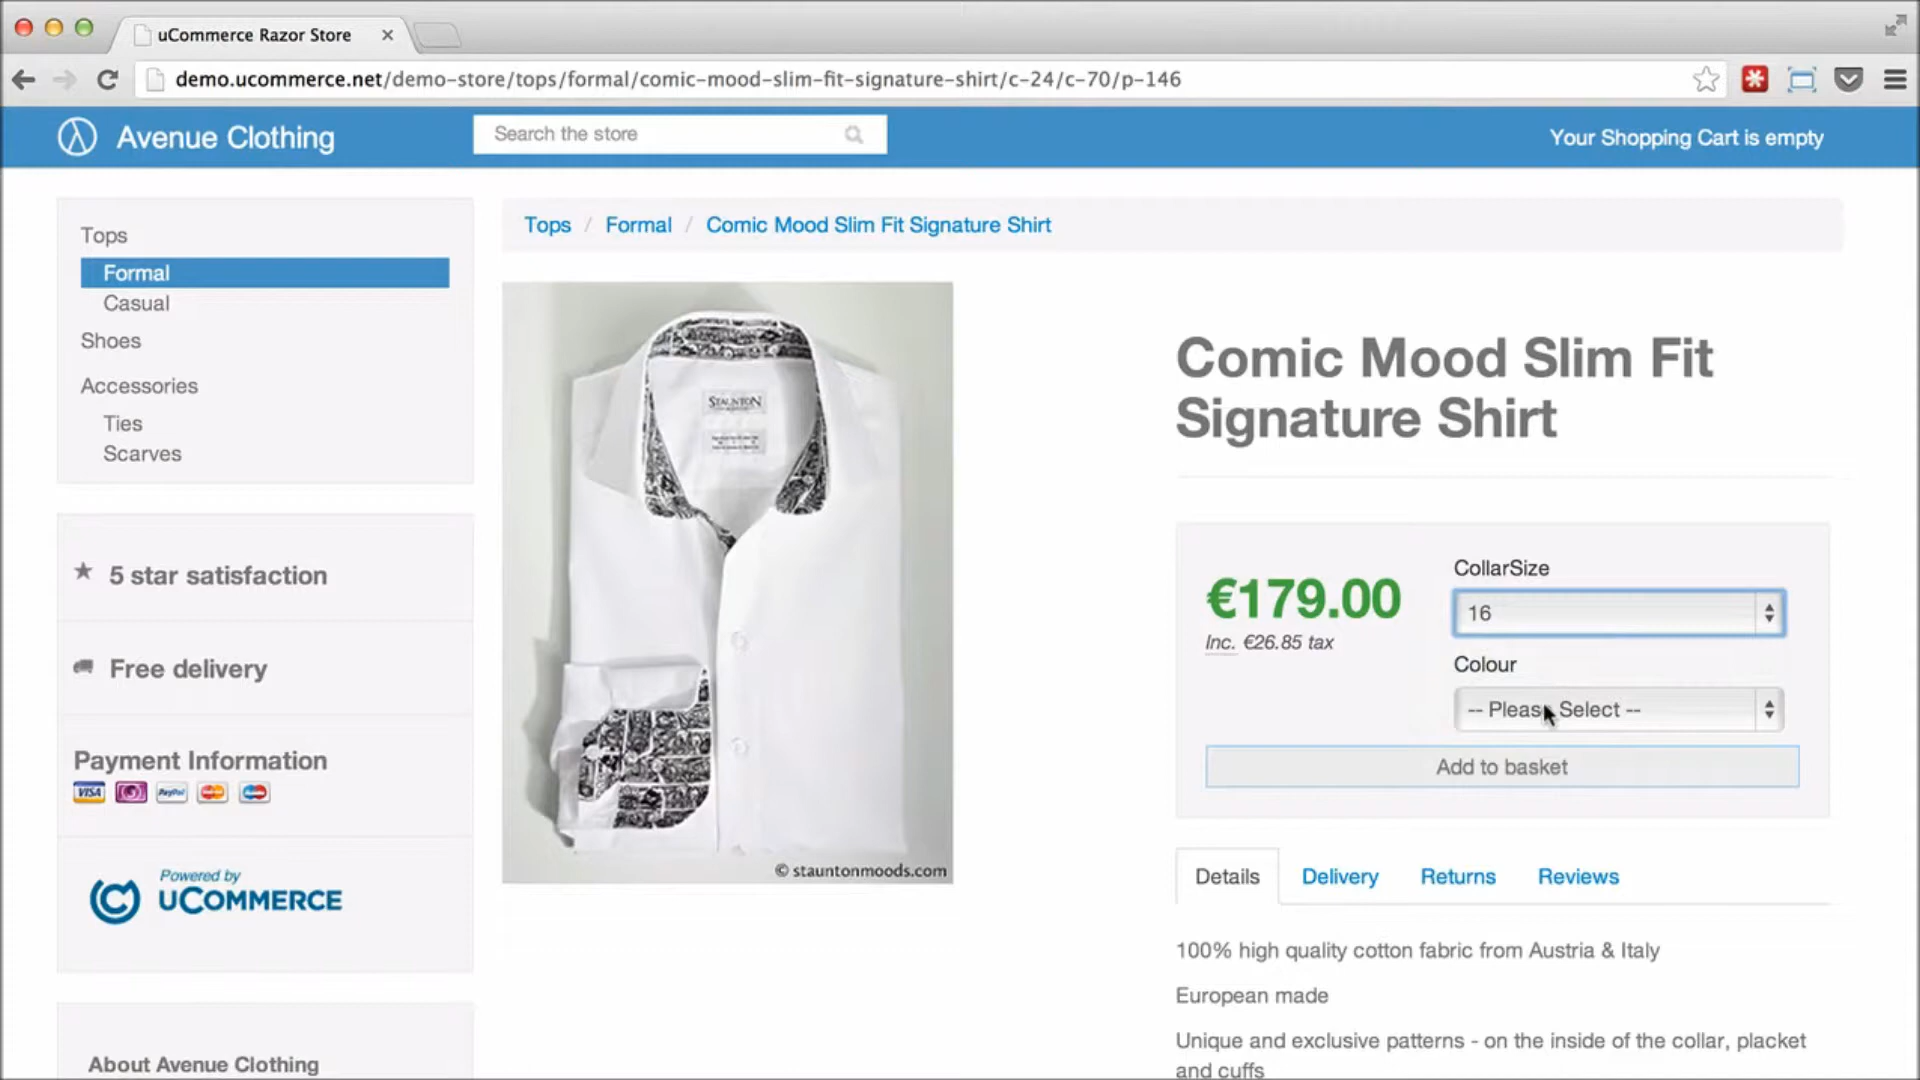 uCommerce Razor Store
demo.ucommerce.net/demo-store/tops/formal/comic-mood-slim-fit-signature-shirt/c-24/c-70/p-146
Avenue Clothing
Search the store
Your Shopping Cart is empty
Tops
Formal
Casual
Shoes
Accessories
Ties
Scarves
5 star satisfaction
Free delivery
Payment Information
VISA
PayPal
Powered by
uCOMMERCE
About Avenue Clothing
Tops / Formal / Comic Mood Slim Fit Signature Shirt
STAUNTON
© stauntonmoods.com
Comic Mood Slim Fit
Signature Shirt
€179.00
Inc. €26.85 tax
CollarSize
16
Colour
-- Please Select --
Add to basket
Details
Delivery
Returns
Reviews
100% high quality cotton fabric from Austria & Italy
European made
Unique and exclusive patterns - on the inside of the collar, placket
and cuffs